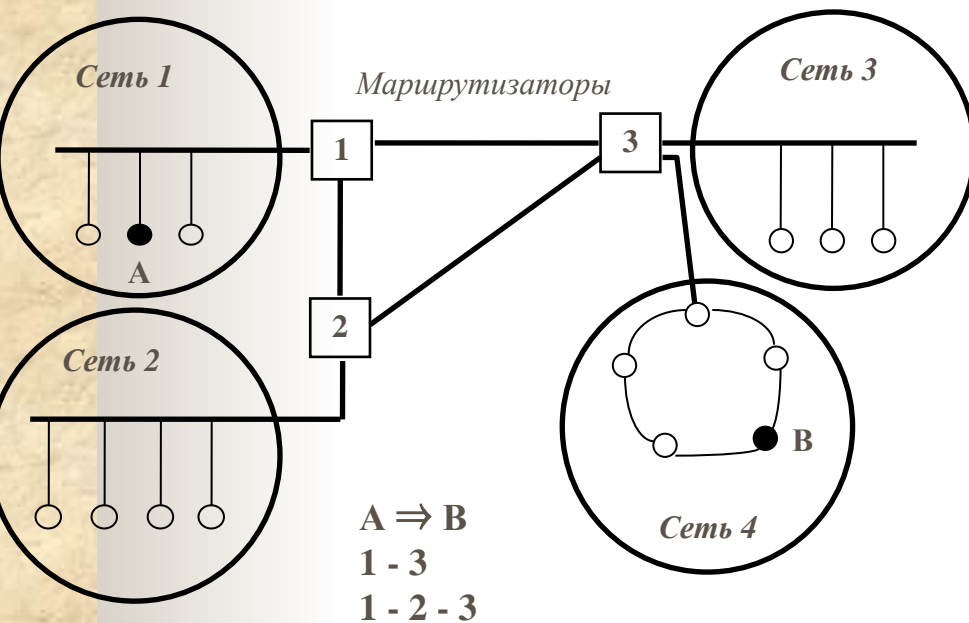 Сеть 1
Маршрутизаторы
Сеть 3
1
3
A
2
Сеть 2
B
Сеть 4
A ⇒ B
1 - 3
1 - 2 - 3